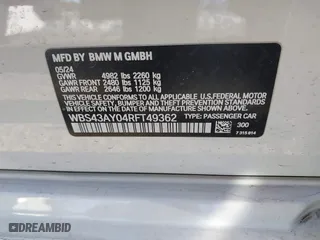 MFD BY BMW M GMBH
05/24
GVWR 4982 lbs 2260 kg
GAWR FRONT 2480 lbs 1125 kg
GAWR REAR 2646 lbs 1200 kg
THIS VEHICLE CONFORMS TO ALL APPLICABLE U.S. FEDERAL MOTOR VEHICLE SAFETY, BUMPER, AND THEFT PREVENTION STANDARDS IN EFFECT ON THE DATE OF MANUFACTURE SHOWN ABOVE.
WBS43AY04RFT49362 TYPE: PASSENGER CAR
300
DREAMBID